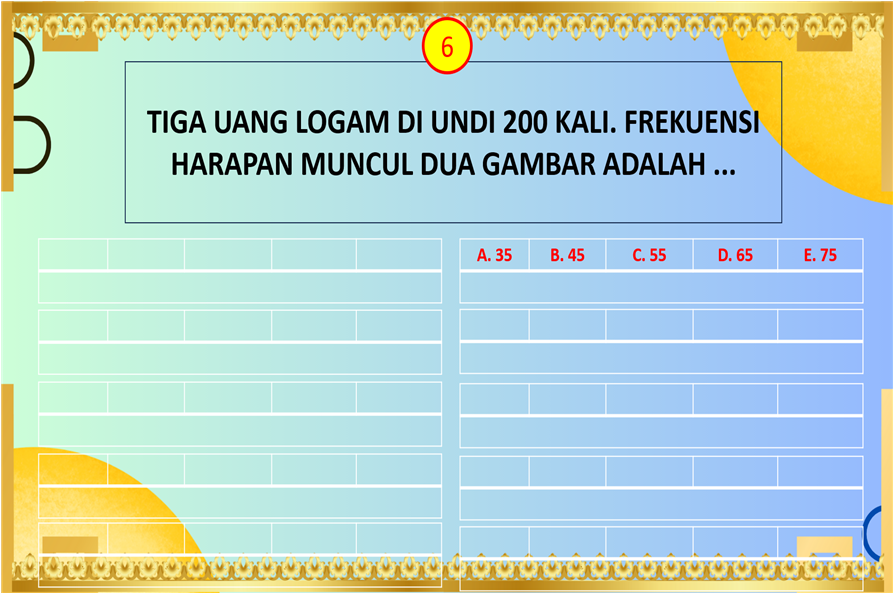 6
TIGA UANG LOGAM DI UNDI 200 KALI. FREKUENSI
HARAPAN MUNCUL DUA GAMBAR ADALAH ...
A. 35 B. 45 C. 55 D. 65 E. 75